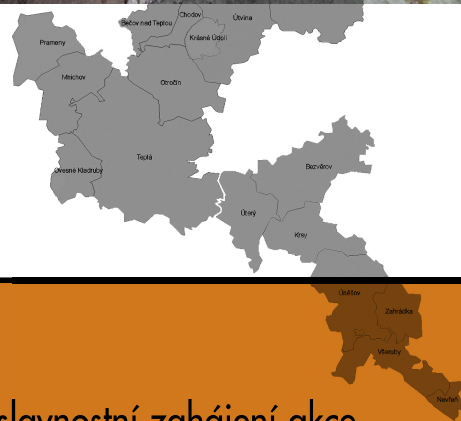 Chodov
Bečov nad Teplou
Útvina
Krásné Údolí
Prameny
Mnichov
Otročín
Teplá
Ovesné Kladruby
Bezvěrov
Úterý
Krsy
Úněšov
Zahrádka
Všeruby
Nevřeň
slavnostní zahájení akce